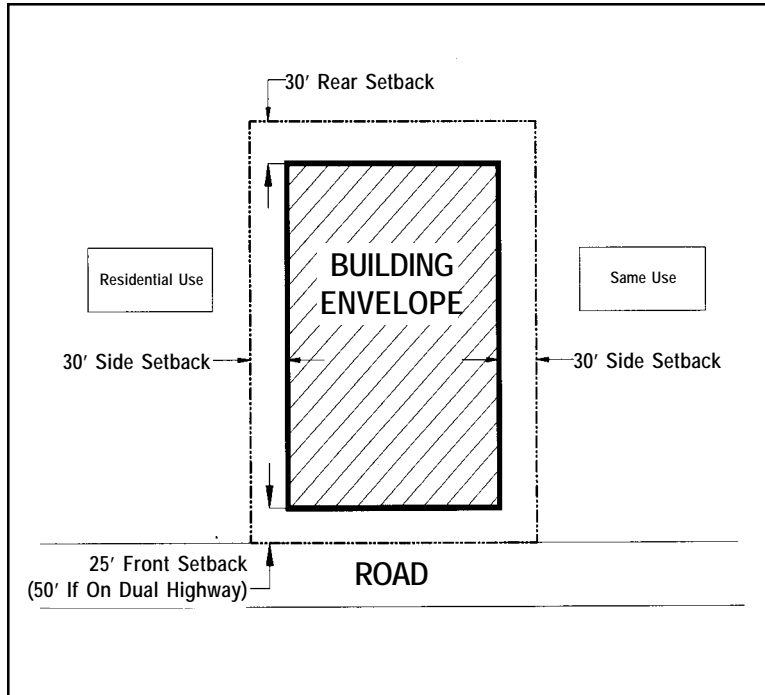 30' Rear Setback
BUILDING
ENVELOPE
Residential Use
Same Use
30' Side Setback
30' Side Setback
25' Front Setback
(50' If On Dual Highway)
ROAD